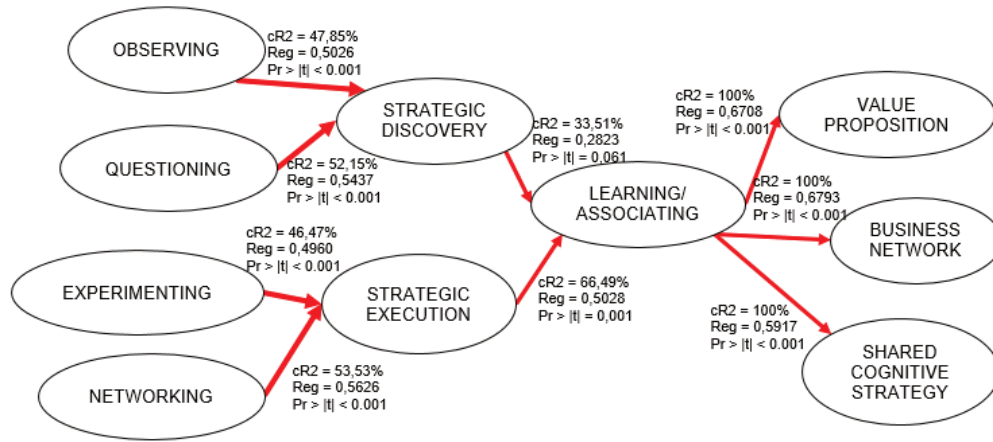 OBSERVING
cR2 = 47,85%
Reg = 0,5026
Pr > |t| < 0.001
STRATEGIC
DISCOVERY
QUESTIONING
cR2 = 52,15%
Reg = 0,5437
Pr > |t| < 0.001
cR2 = 33,51%
Reg = 0,2823
Pr > |t| = 0.061
cR2 = 100%
Reg = 0,6708
Pr > |t| < 0.001
VALUE
PROPOSITION
LEARNING/
ASSOCIATING
cR2 = 100%
Reg = 0,6793
Pr > |t| < 0.001
BUSINESS
NETWORK
cR2 = 46,47%
Reg = 0,4960
Pr > |t| < 0.001
EXPERIMENTING
STRATEGIC
EXECUTION
cR2 = 66,49%
Reg = 0,5028
Pr > |t| = 0,001
cR2 = 100%
Reg = 0,5917
Pr > |t| < 0.001
SHARED
COGNITIVE
STRATEGY
NETWORKING
cR2 = 53,53%
Reg = 0,5626
Pr > |t| < 0.001